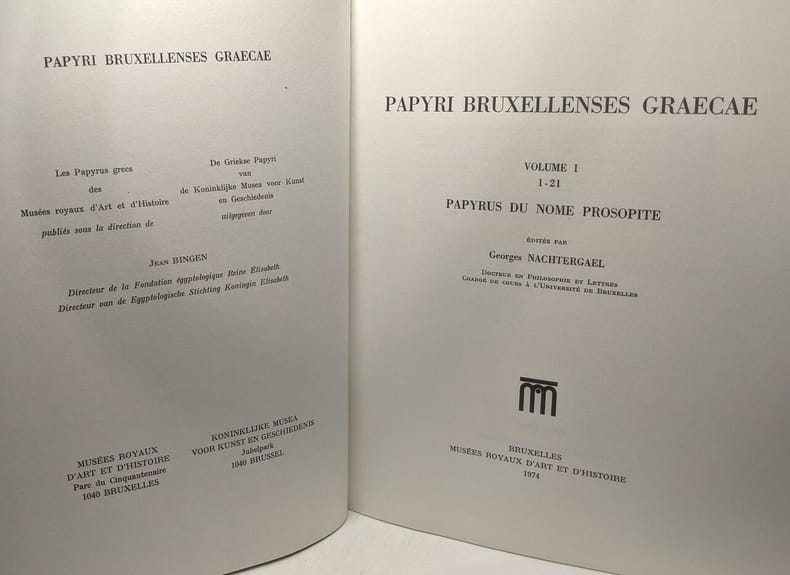 PAPYRI BRUXELLENSES GRAECAE
Les Papyrus grecs
des
Musées royaux d'Art et d'Histoire
publiés sous la direction de
De Griekse Papyri
van
de Koninklijke Musea voor Kunst
en Geschiedenis
uitgegeven door
JEAN BINGEN
Directeur de la Fondation égyptologique Reine Élisabeth
Directeur van de Egyptologische Stichting Koningin Elisabeth
MUSÉES ROYAUX
D'ART ET D'HISTOIRE
Parc du Cinquantenaire
1040 BRUXELLES
KONINKLIJKE MUSEA
VOOR KUNST EN GESCHIEDENIS
Jubelpark
1040 BRUSSEL
PAPYRI BRUXELLENSES GRAECAE
VOLUME I
1-21
PAPYRUS DU NOME PROSOPITE
ÉDITÉS PAR
Georges NACHTERGAEL
DOCTEUR EN PHILOSOPHIE ET LETTRES
CHARGÉ DE COURS À L'UNIVERSITÉ DE BRUXELLES
BRUXELLES
MUSÉES ROYAUX D'ART ET D'HISTOIRE
1974